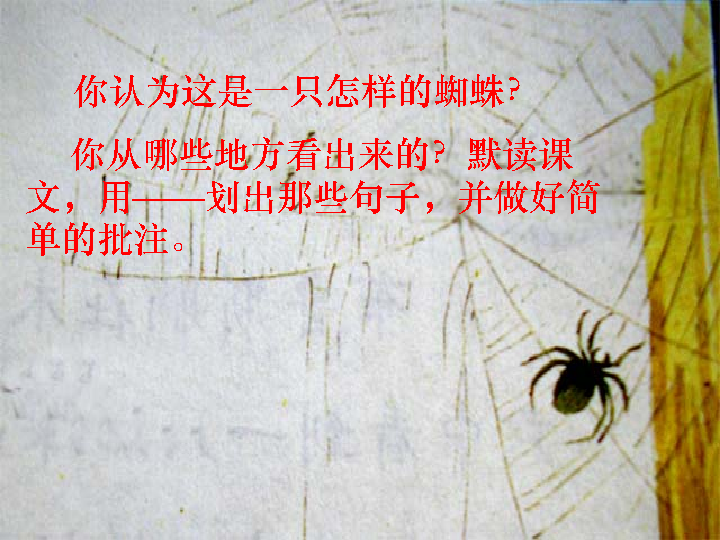 你认为这是一只怎样的蜘蛛?
你从哪些地方看出来的? 默读课
文，用——划出那些句子，并做好简
单的批注。